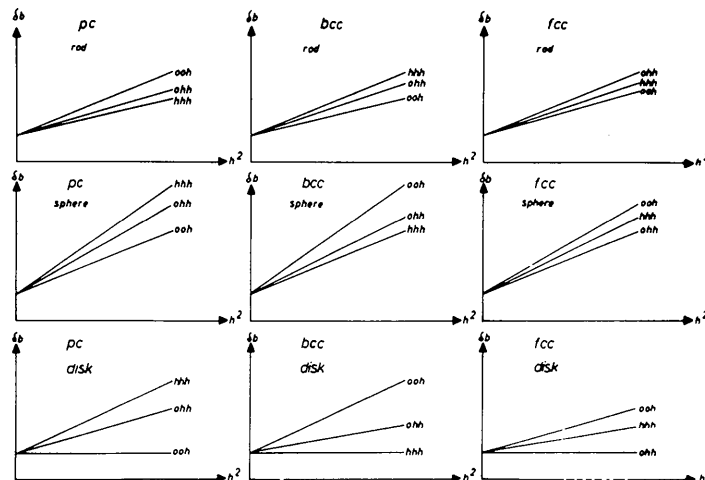 δb pc δb bcc δb fcc
rod rod rod
ooh hhh ohh
ohh ohh hhh
hhh ooh ooh
h² h² h²
δb pc δb bcc δb fcc
sphere sphere sphere
hhh ooh ooh
ohh ohh hhh
ooh hhh ohh
h² h² h²
δb pc δb bcc δb fcc
disk disk disk
hhh ooh ooh
ohh ohh hhh
ooh hhh ohh
h² h² h²